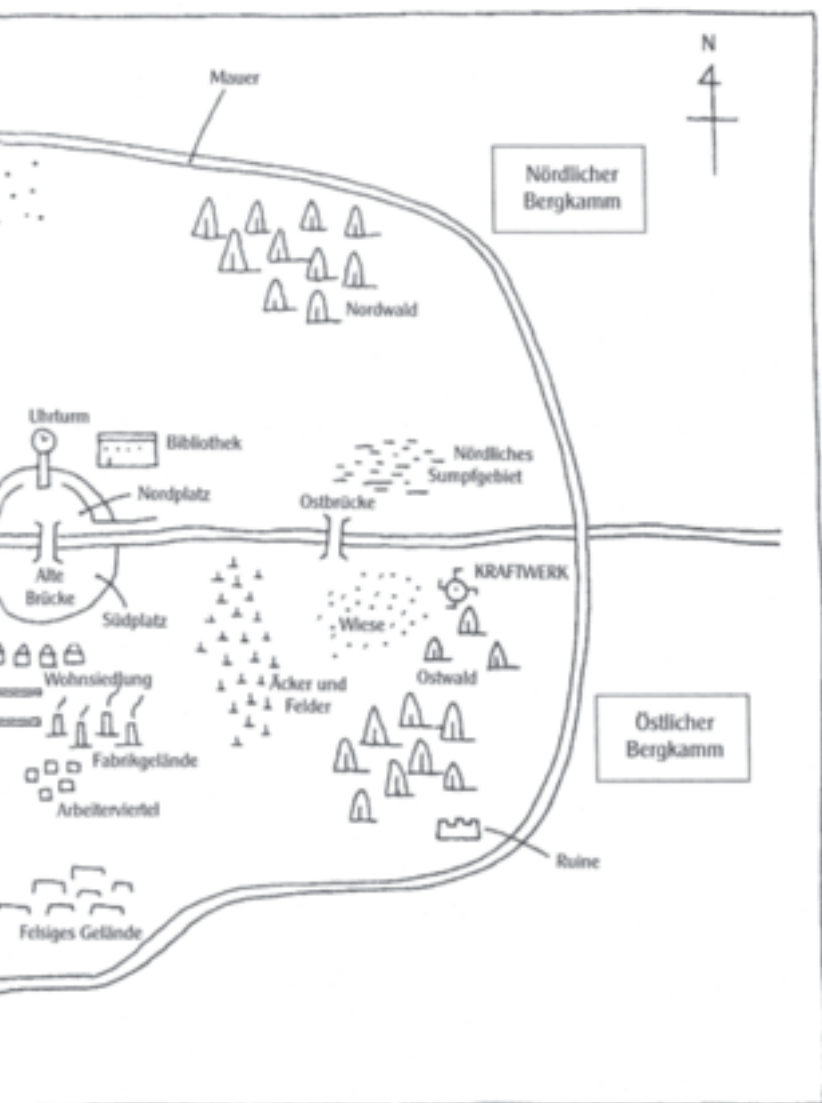 N
Mauer
Nördlicher
Bergkamm
Nordwald
Uhrturm
Bibliothek
Nördliches
Sumpfgebiet
Nordplatz
Ostbrücke
Alte
Brücke
KRAFTWERK
Südplatz
Wiese
Wohnsiedlung
Äcker und
Felder
Ostwald
Östlicher
Bergkamm
Fabrikgelände
Arbeiterviertel
Ruine
Felsiges Gelände